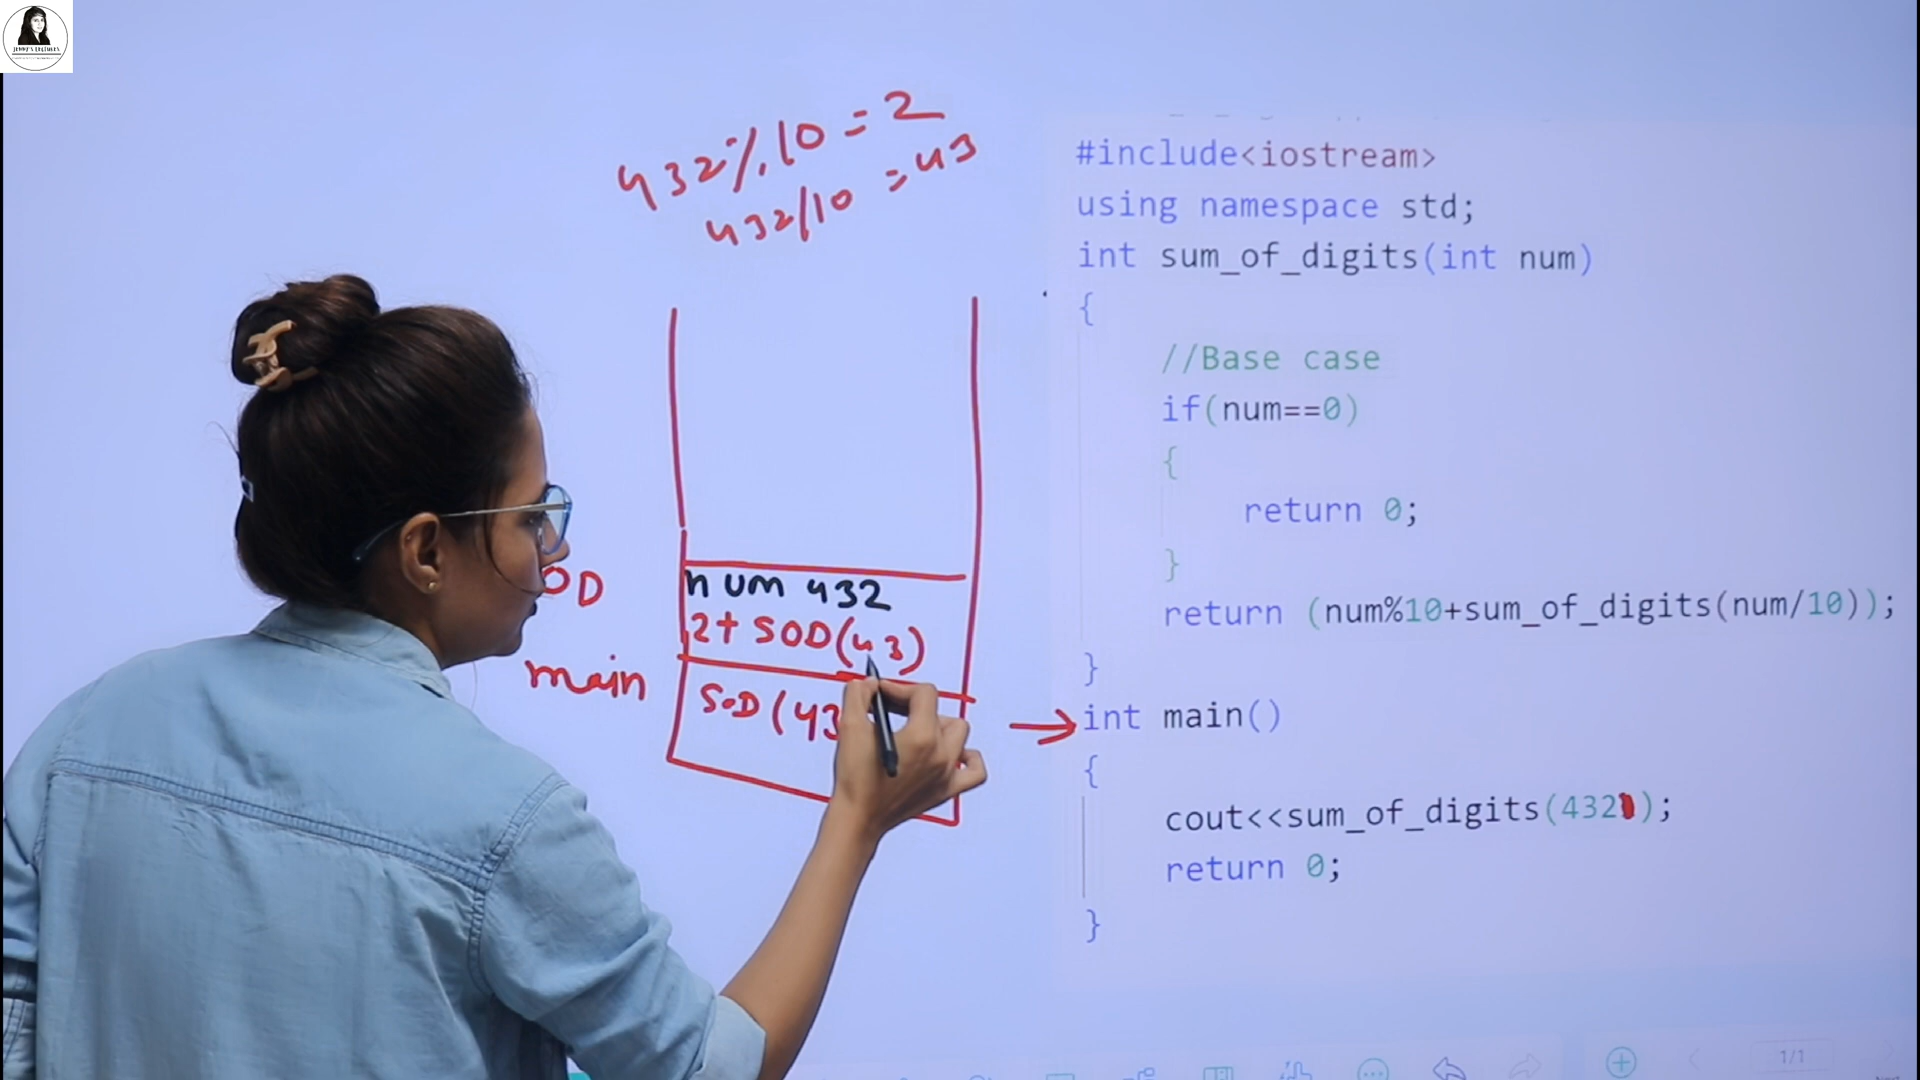 JENNY'S LECTURES
432%10 = 2
432/10 = 43
num 432
2+ SOD(43)
OD
main
SOD(43
#include<iostream>
using namespace std;
int sum_of_digits(int num)
{
//Base case
if(num==0)
{
return 0;
}
return (num%10+sum_of_digits(num/10));
}
int main()
{
cout<<sum_of_digits(432);
return 0;
}
1/1